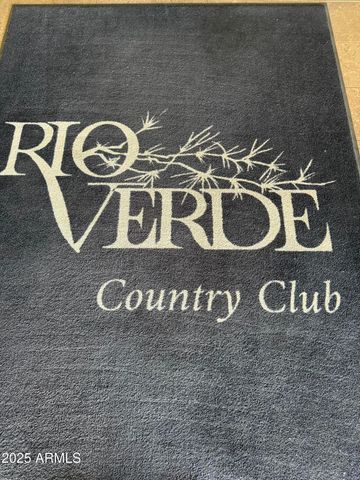 RIO
VERDE
Country Club
2025 ARMLS